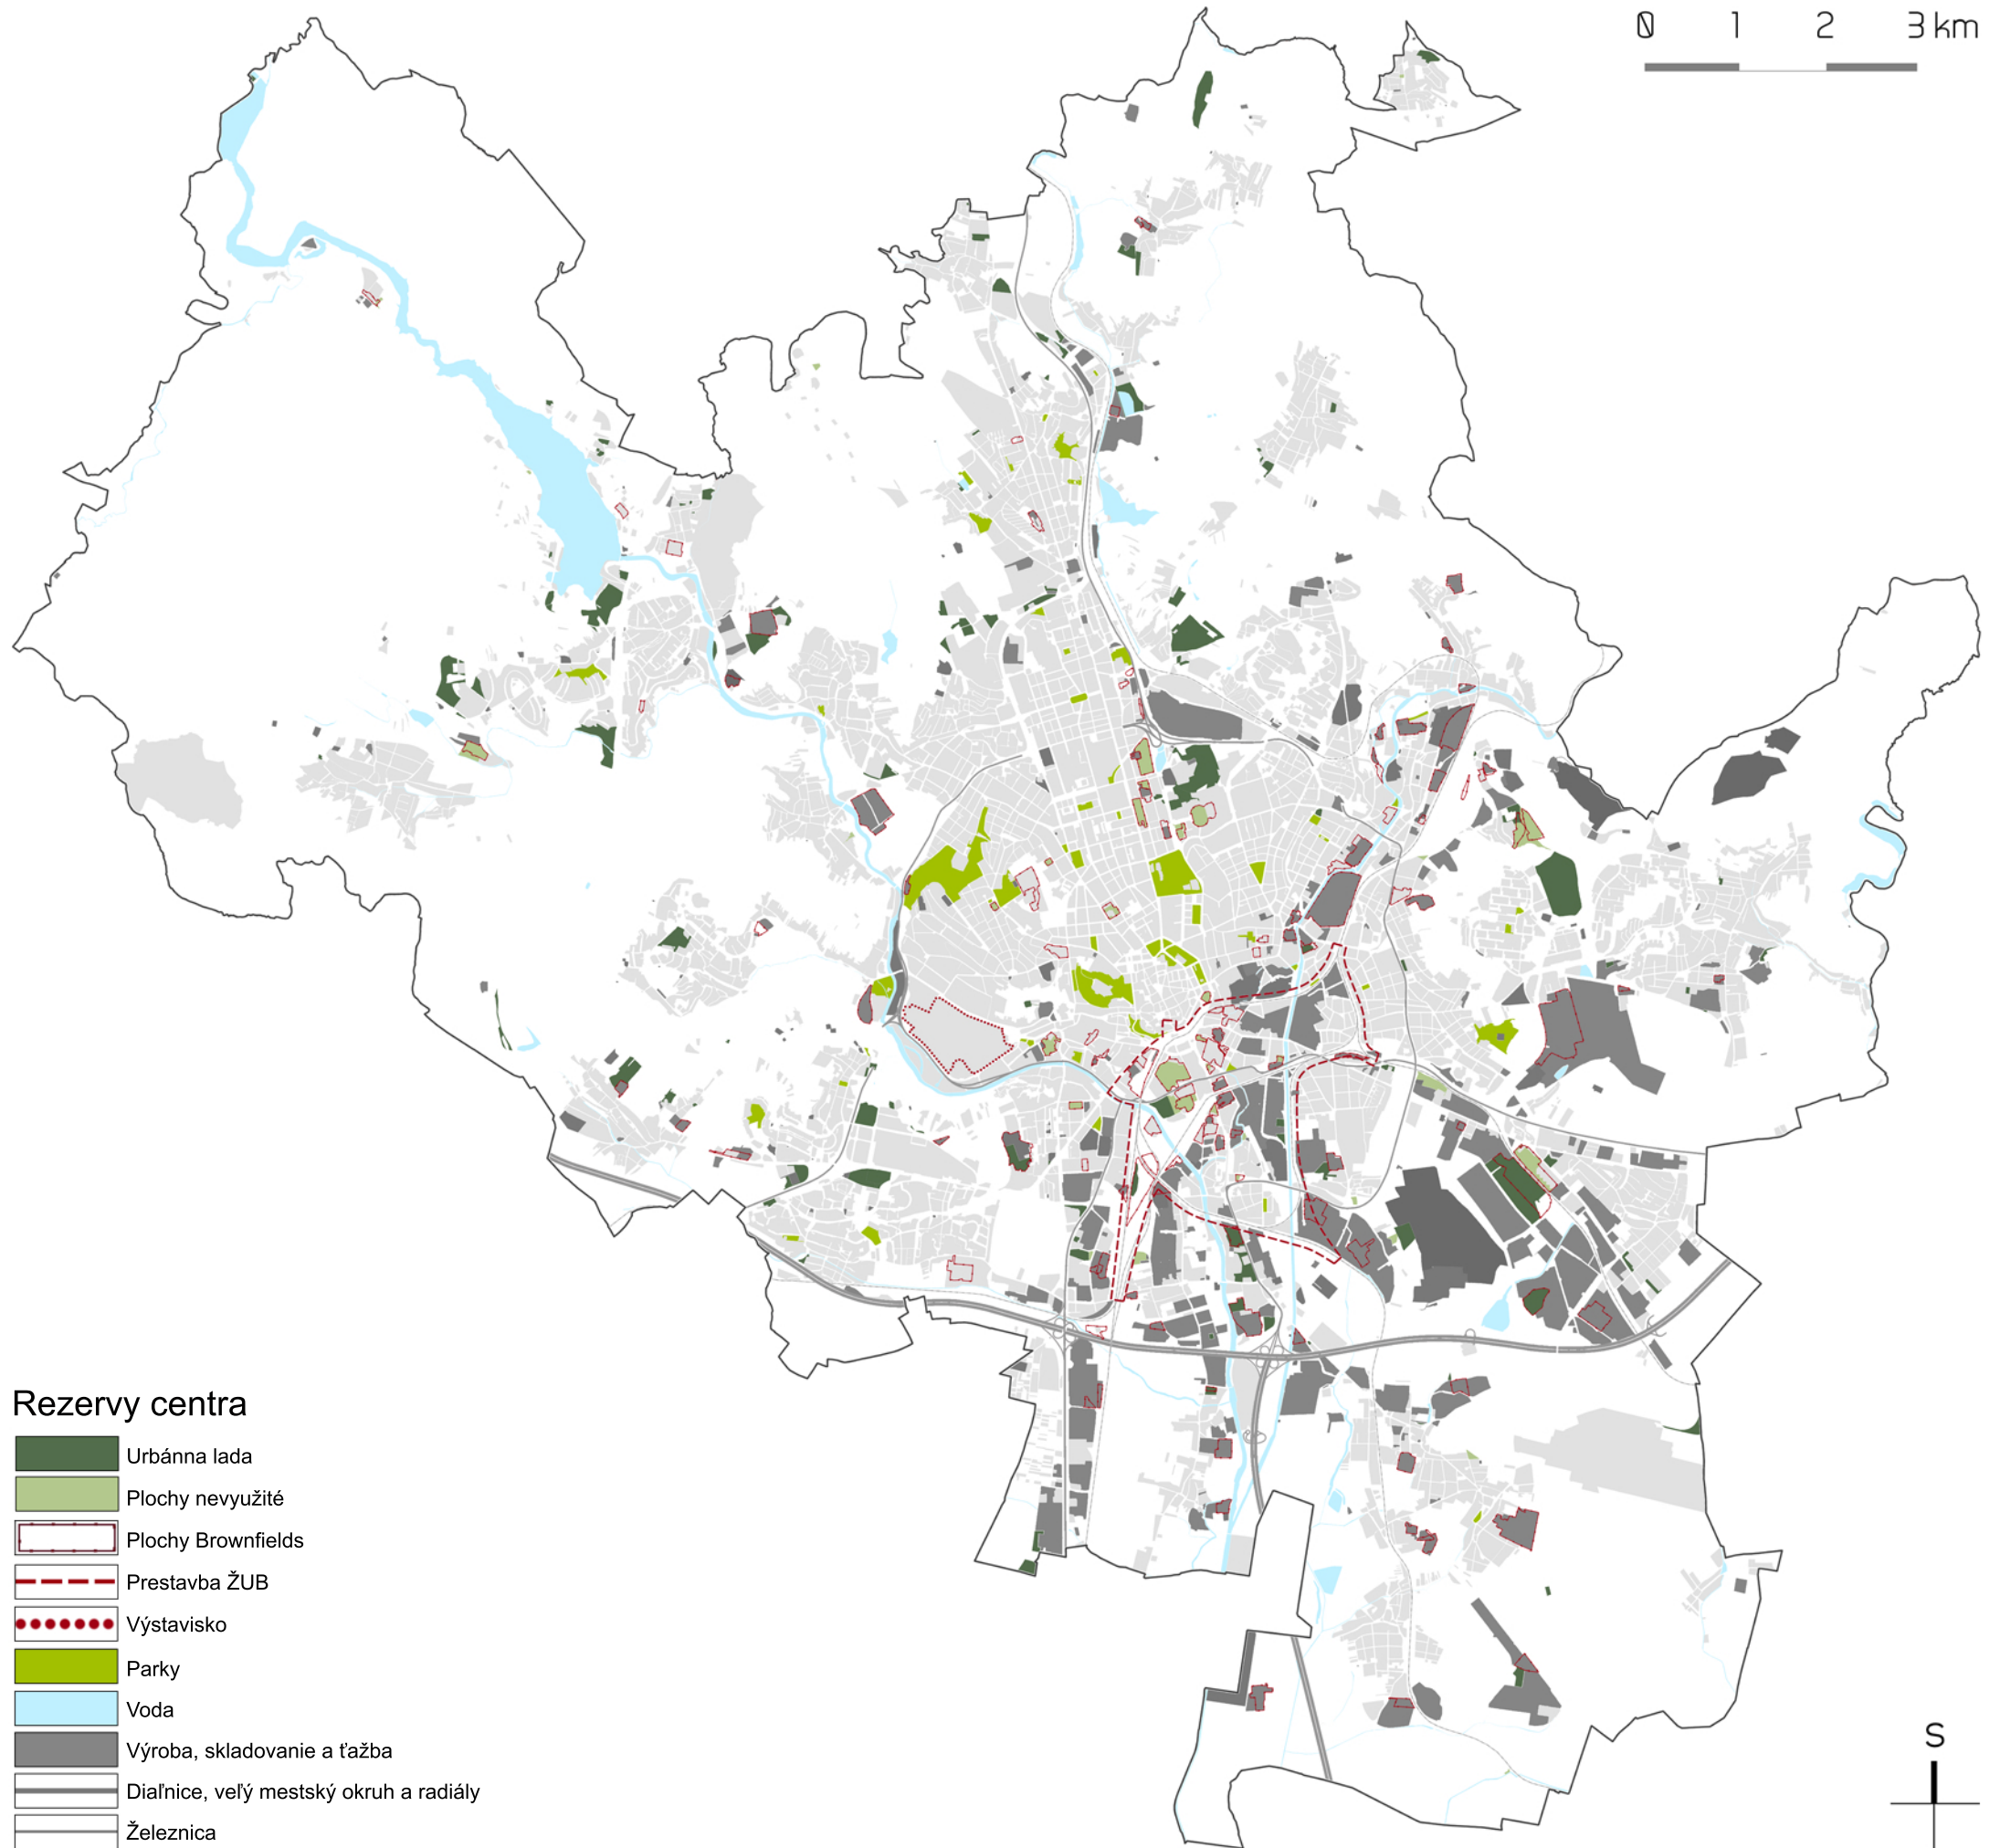 0 1 2 3 km
Rezervy centra
Urbánna lada
Plochy nevyužité
Plochy Brownfields
Prestavba ŽUB
Výstavisko
Parky
Voda
Výroba, skladovanie a ťažba
Diaľnice, veľý mestský okruh a radiály
Železnica
S